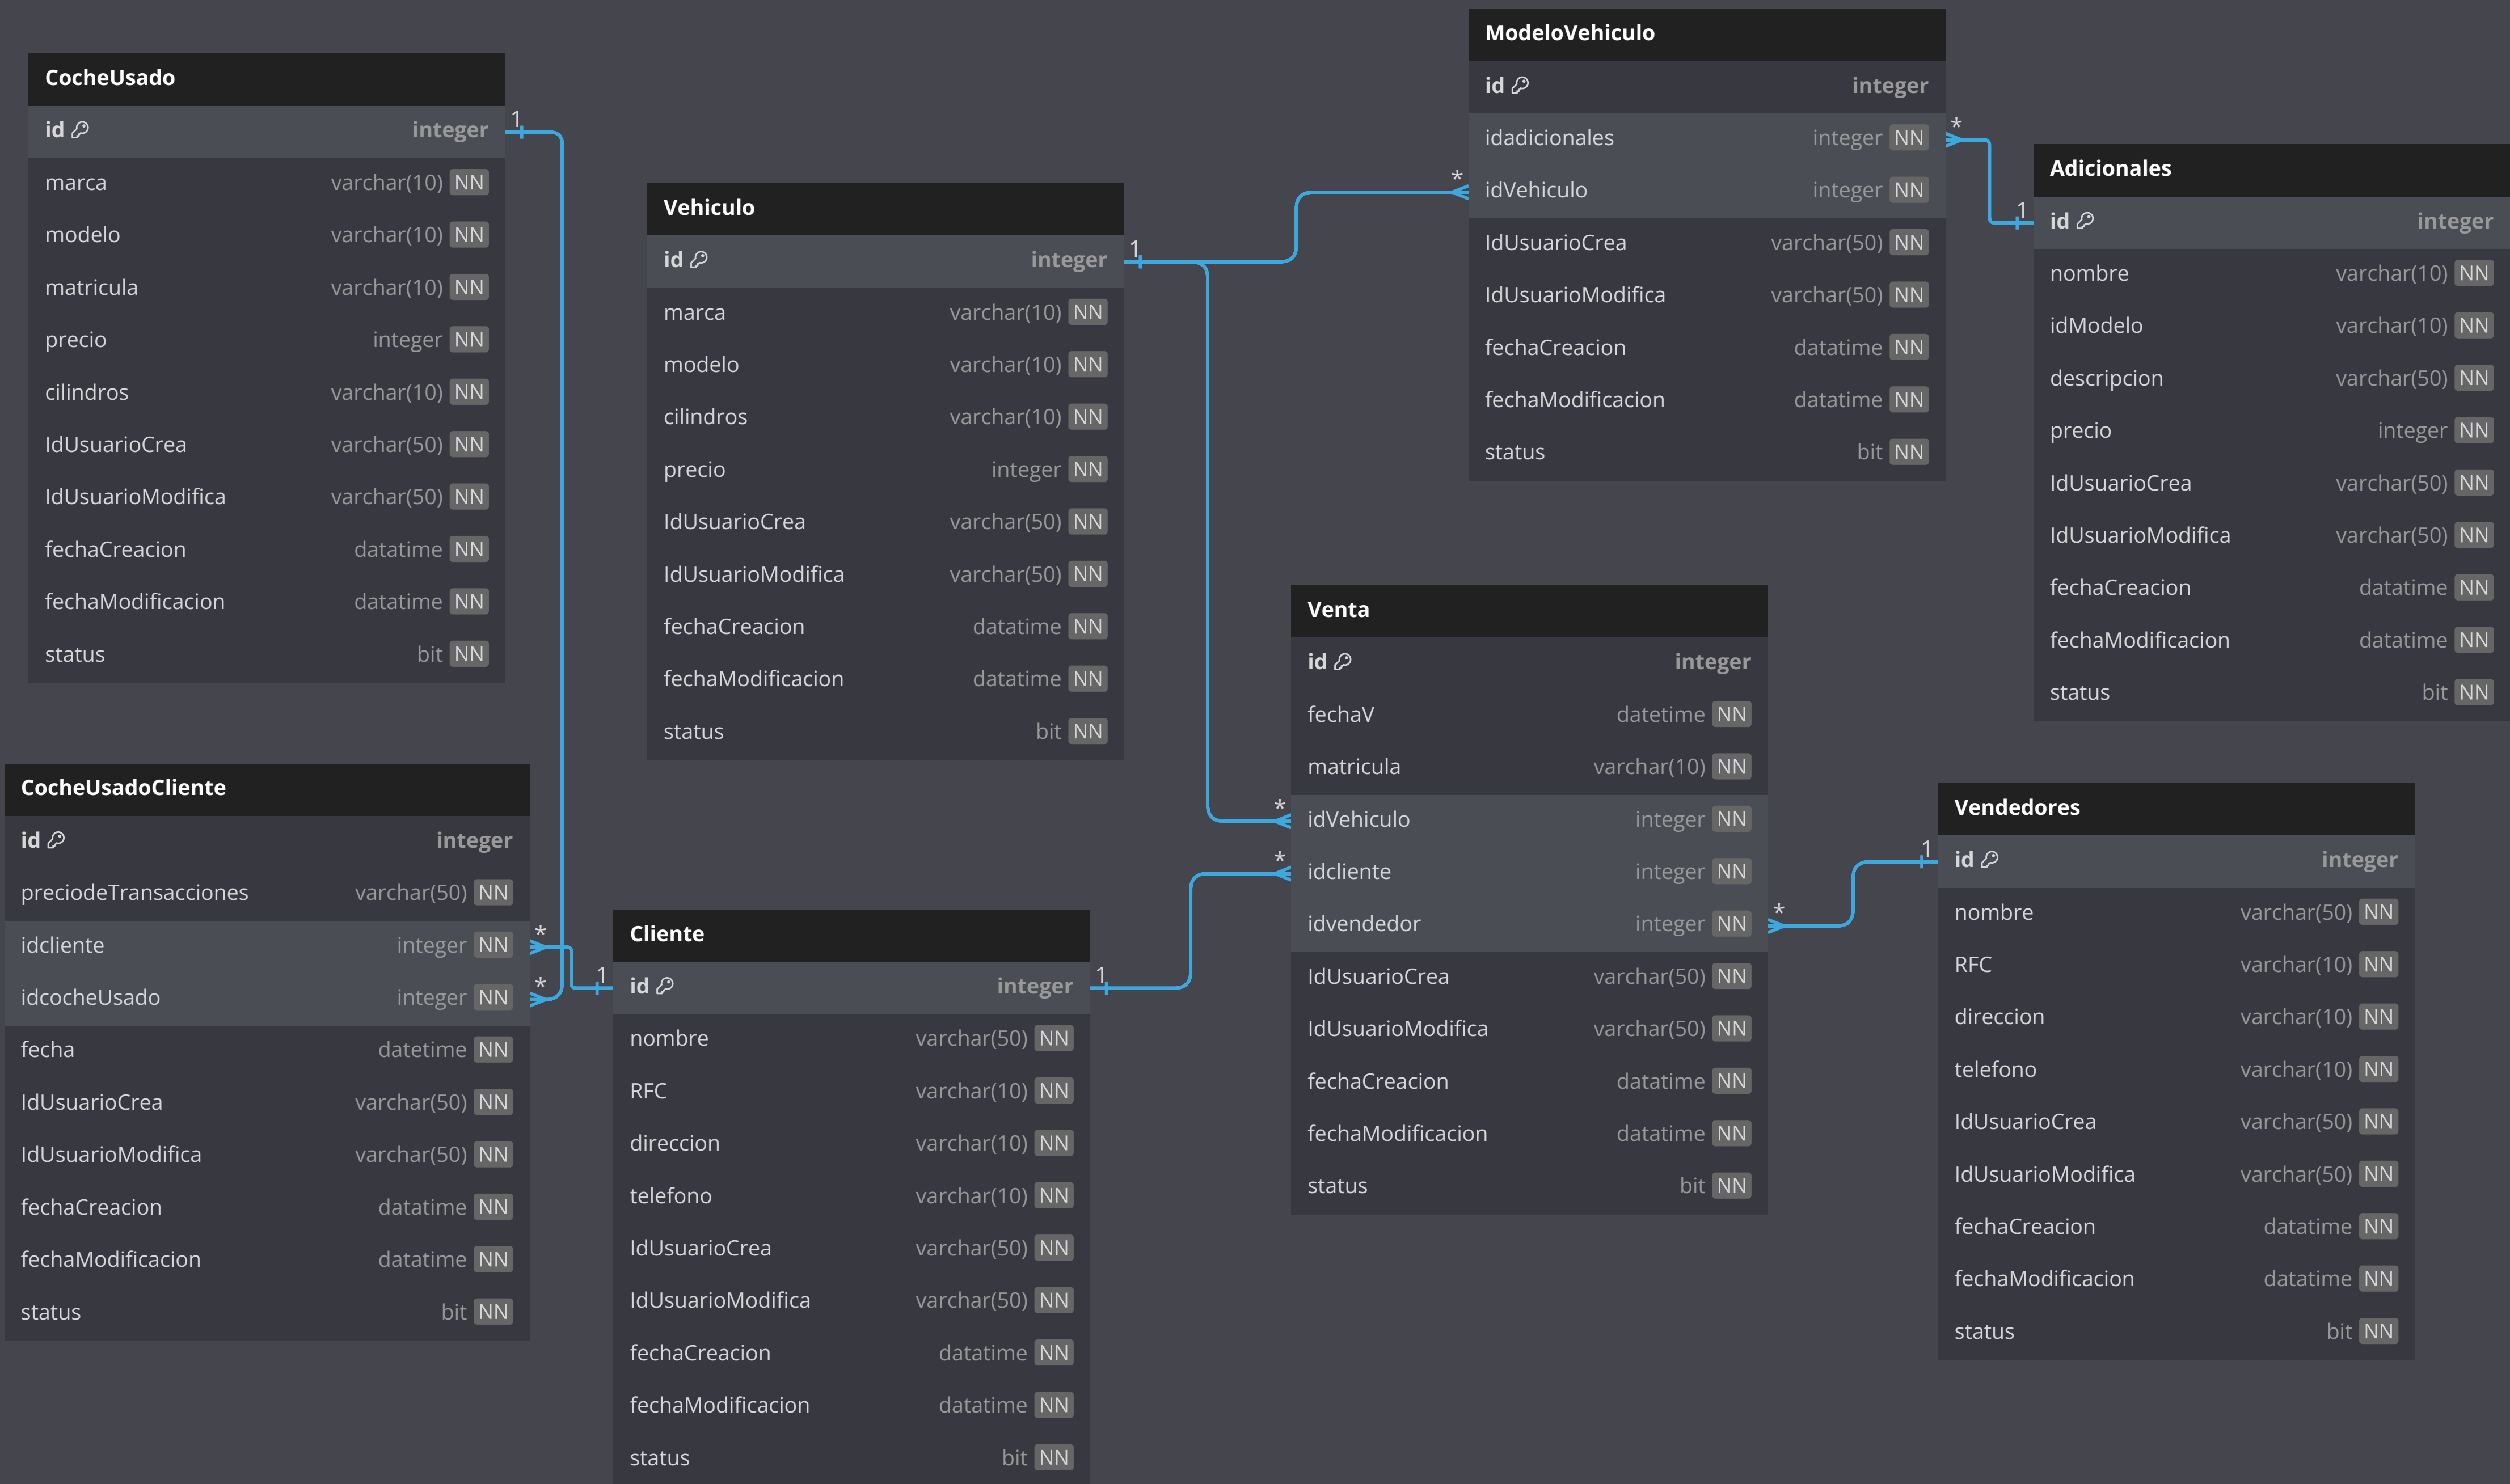 CocheUsado
id integer
marca varchar(10) NN
modelo varchar(10) NN
matricula varchar(10) NN
precio integer NN
cilindros varchar(10) NN
IdUsuarioCrea varchar(50) NN
IdUsuarioModifica varchar(50) NN
fechaCreacion datatime NN
fechaModificacion datatime NN
status bit NN
1
Vehiculo
id integer
marca varchar(10) NN
modelo varchar(10) NN
cilindros varchar(10) NN
precio integer NN
IdUsuarioCrea varchar(50) NN
IdUsuarioModifica varchar(50) NN
fechaCreacion datatime NN
fechaModificacion datatime NN
status bit NN
1
ModeloVehiculo
id integer
idadicionales integer NN
idVehiculo integer NN
IdUsuarioCrea varchar(50) NN
IdUsuarioModifica varchar(50) NN
fechaCreacion datatime NN
fechaModificacion datatime NN
status bit NN
*
*
Adicionales
id integer
nombre varchar(10) NN
idModelo varchar(10) NN
descripcion varchar(50) NN
precio integer NN
IdUsuarioCrea varchar(50) NN
IdUsuarioModifica varchar(50) NN
fechaCreacion datatime NN
fechaModificacion datatime NN
status bit NN
1
CocheUsadoCliente
id integer
preciodeTransacciones varchar(50) NN
idcliente integer NN
idcocheUsado integer NN
fecha datetime NN
IdUsuarioCrea varchar(50) NN
IdUsuarioModifica varchar(50) NN
fechaCreacion datatime NN
fechaModificacion datatime NN
status bit NN
*
*
Cliente
id integer
nombre varchar(50) NN
RFC varchar(10) NN
direccion varchar(10) NN
telefono varchar(10) NN
IdUsuarioCrea varchar(50) NN
IdUsuarioModifica varchar(50) NN
fechaCreacion datatime NN
fechaModificacion datatime NN
status bit NN
1
1
Venta
id integer
fechaV datetime NN
matricula varchar(10) NN
idVehiculo integer NN
idcliente integer NN
idvendedor integer NN
IdUsuarioCrea varchar(50) NN
IdUsuarioModifica varchar(50) NN
fechaCreacion datatime NN
fechaModificacion datatime NN
status bit NN
*
*
*
Vendedores
id integer
nombre varchar(50) NN
RFC varchar(10) NN
direccion varchar(10) NN
telefono varchar(10) NN
IdUsuarioCrea varchar(50) NN
IdUsuarioModifica varchar(50) NN
fechaCreacion datatime NN
fechaModificacion datatime NN
status bit NN
1